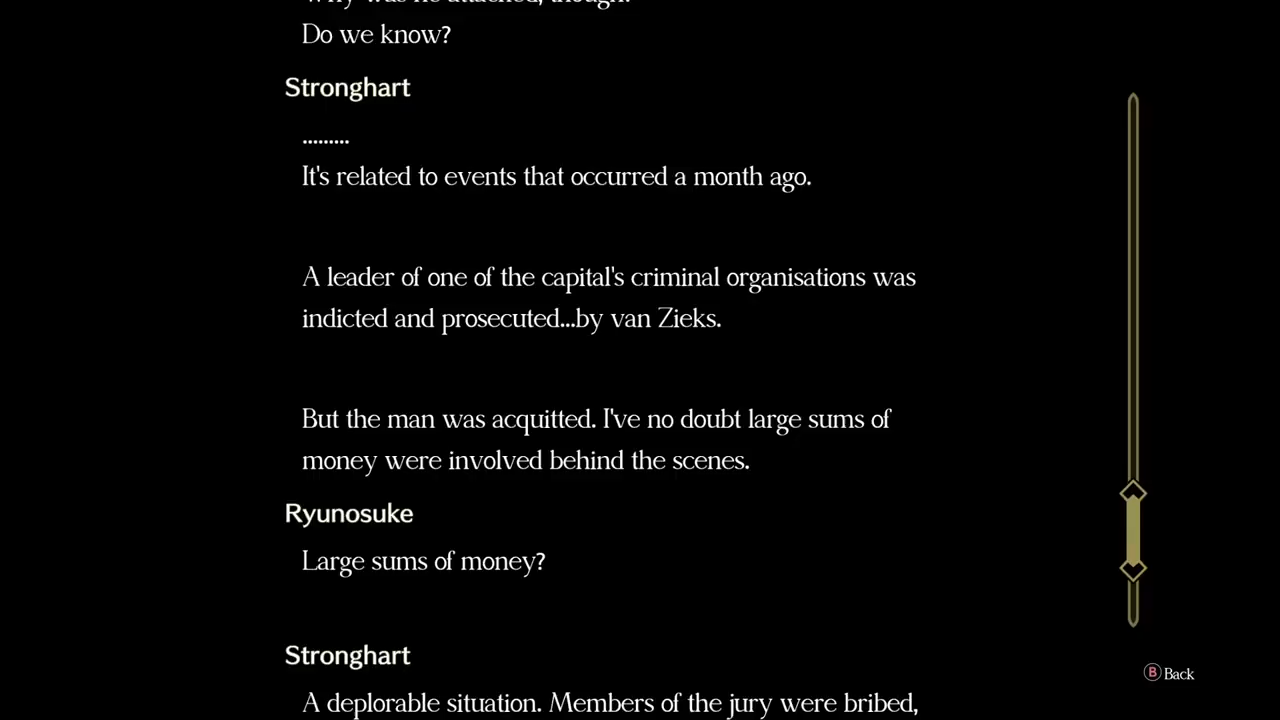 Do we know?
Stronghart
.........
It's related to events that occurred a month ago.
A leader of one of the capital's criminal organisations was
indicted and prosecuted...by van Zieks.
But the man was acquitted. I've no doubt large sums of
money were involved behind the scenes.
Ryunosuke
Large sums of money?
Stronghart
A deplorable situation. Members of the jury were bribed,
B Back